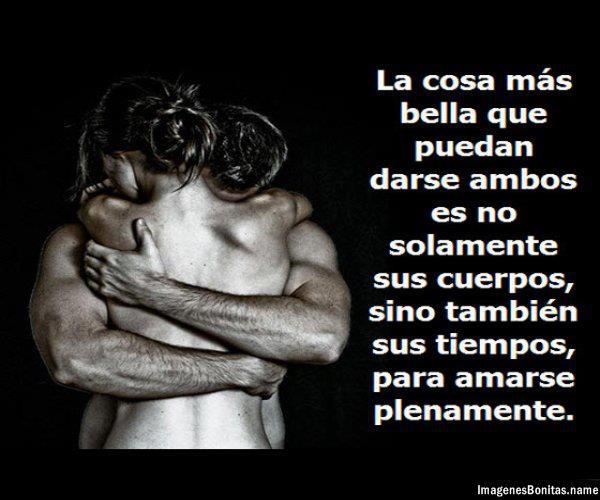 La cosa más
bella que
puedan
darse ambos
es no
solamente
sus cuerpos,
sino también
sus tiempos,
para amarse
plenamente.
ImagenesBonitas.name